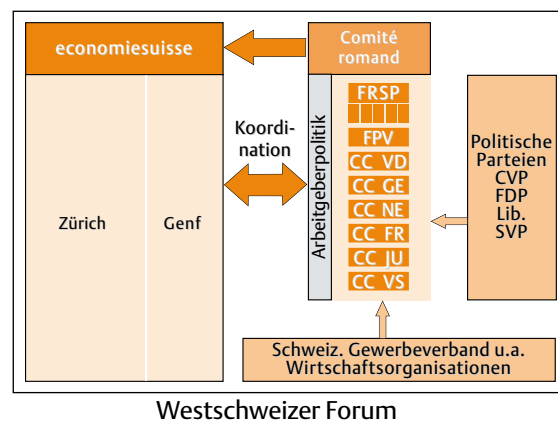 economiesuisse
Comité
romand
Zürich
Genf
Koordi-
nation
Arbeitgeberpolitik
FRSP
FPV
CC VD
CC GE
CC NE
CC FR
CC JU
CC VS
Politische
Parteien
CVP
FDP
Lib.
SVP
Schweiz. Gewerbeverband u.a.
Wirtschaftsorganisationen
Westschweizer Forum